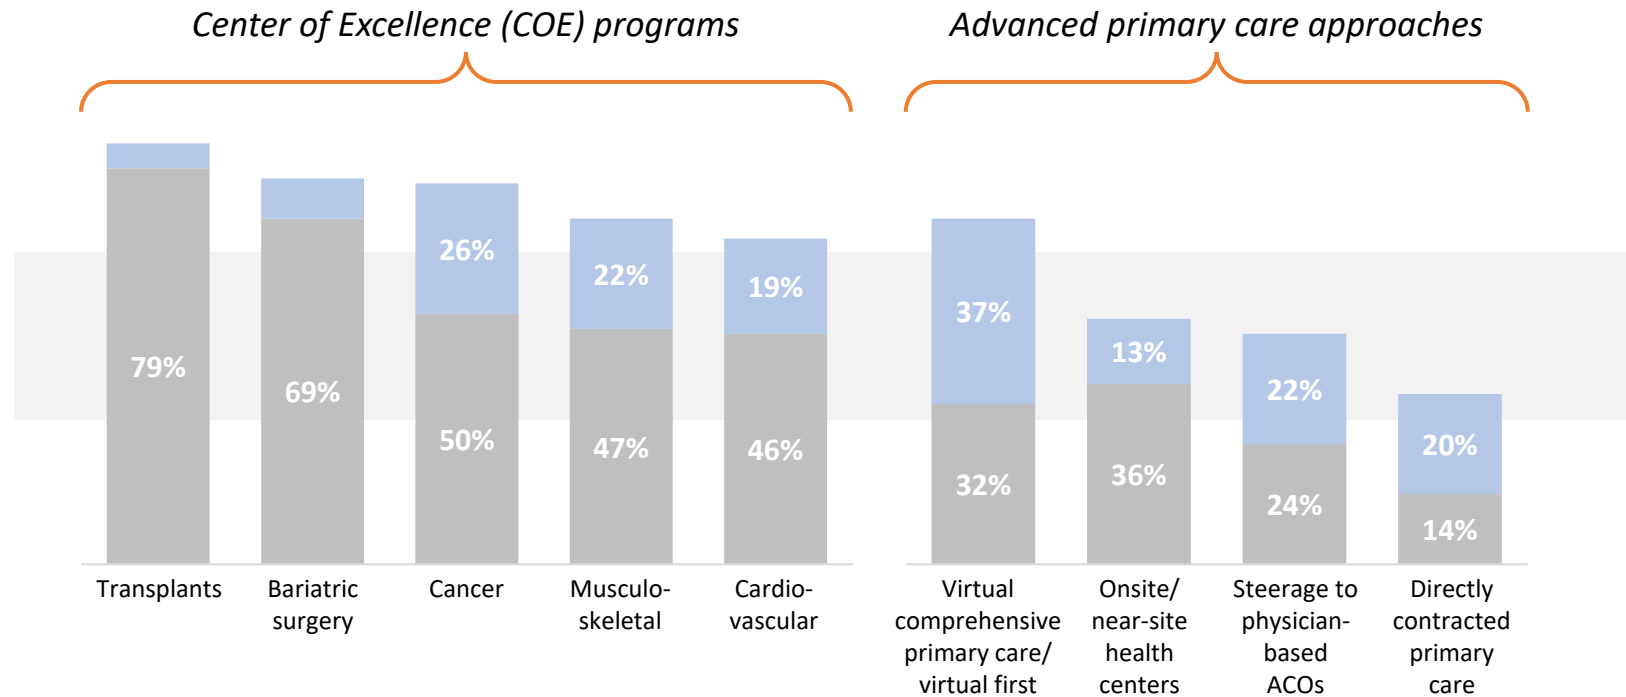 Center of Excellence (COE) programs
Advanced primary care approaches
79%
69%
26%
50%
22%
47%
19%
46%
37%
32%
13%
36%
22%
24%
20%
14%
Transplants
Bariatric
surgery
Cancer
Musculo-
skeletal
Cardio-
vascular
Virtual
comprehensive
primary care/
virtual first
Onsite/
near-site
health
centers
Steerage to
physician-
based
ACOs
Directly
contracted
primary
care